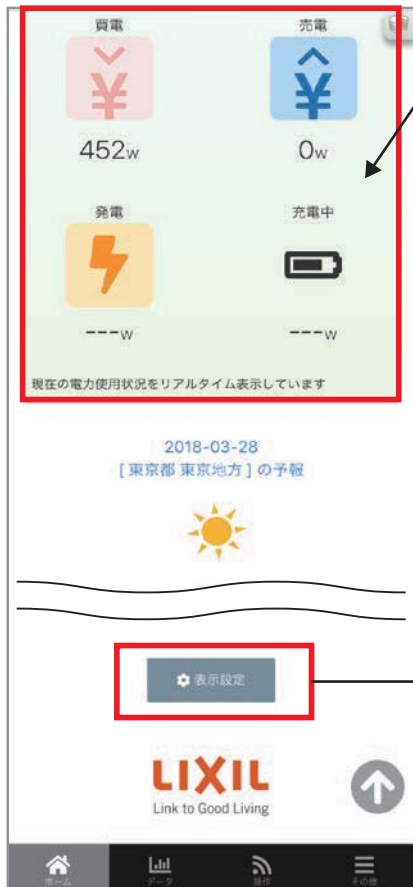 買電 売電
¥ ¥
452w 0w
発電 充電中
---w ---w
現在の電力使用状況をリアルタイム表示しています
2018-03-28
[ 東京都 東京地方 ] の予報
表示設定
LIXIL
Link to Good Living
ホーム データ 操作 その他